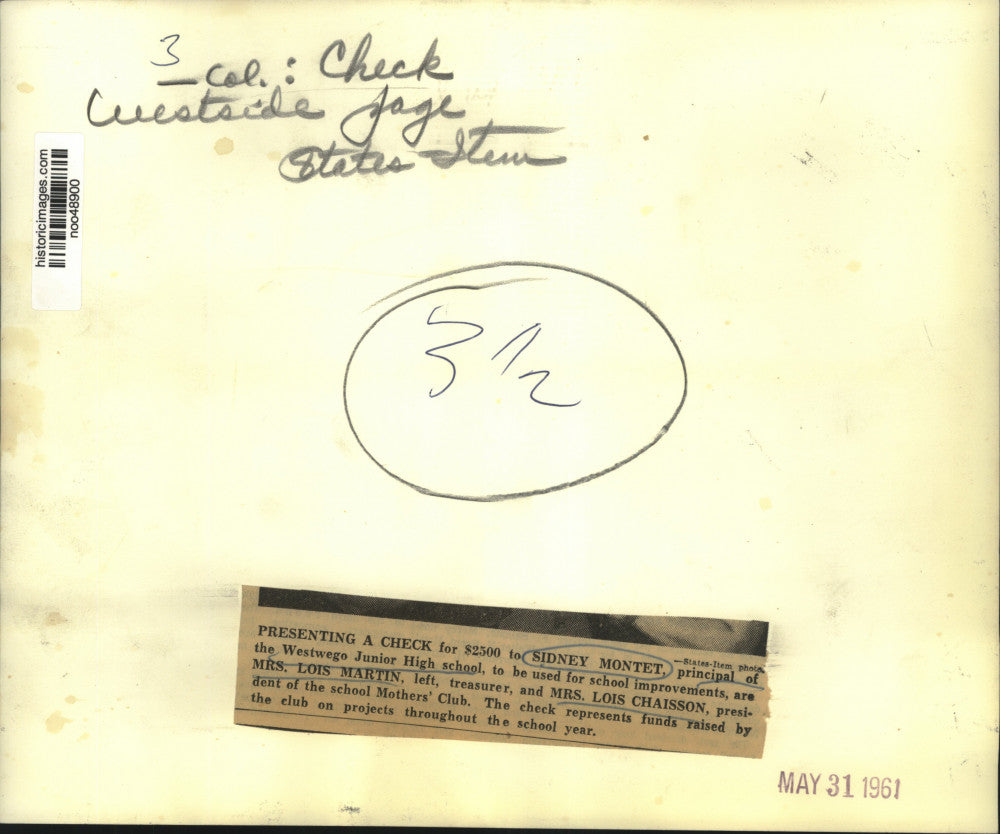 3
- Col. : Check
Westside page
States-Item
historicimages.com
noo48900
3 1/2
—States-Item photo.
PRESENTING A CHECK for $2500 to SIDNEY MONTET, principal of
the Westwego Junior High school, to be used for school improvements, are
MRS. LOIS MARTIN, left, treasurer, and MRS. LOIS CHAISSON, presi-
dent of the school Mothers' Club. The check represents funds raised by
the club on projects throughout the school year.
MAY 31 1961